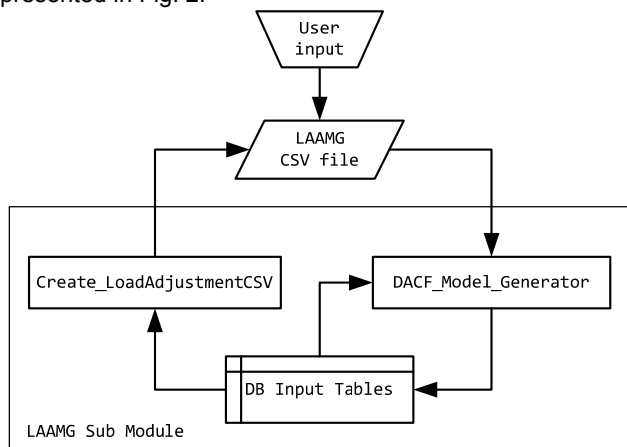 presented in Fig. 2.
User
input
LAAMG
CSV file
Create_LoadAdjustmentCSV
DACF_Model_Generator
DB Input Tables
LAAMG Sub Module